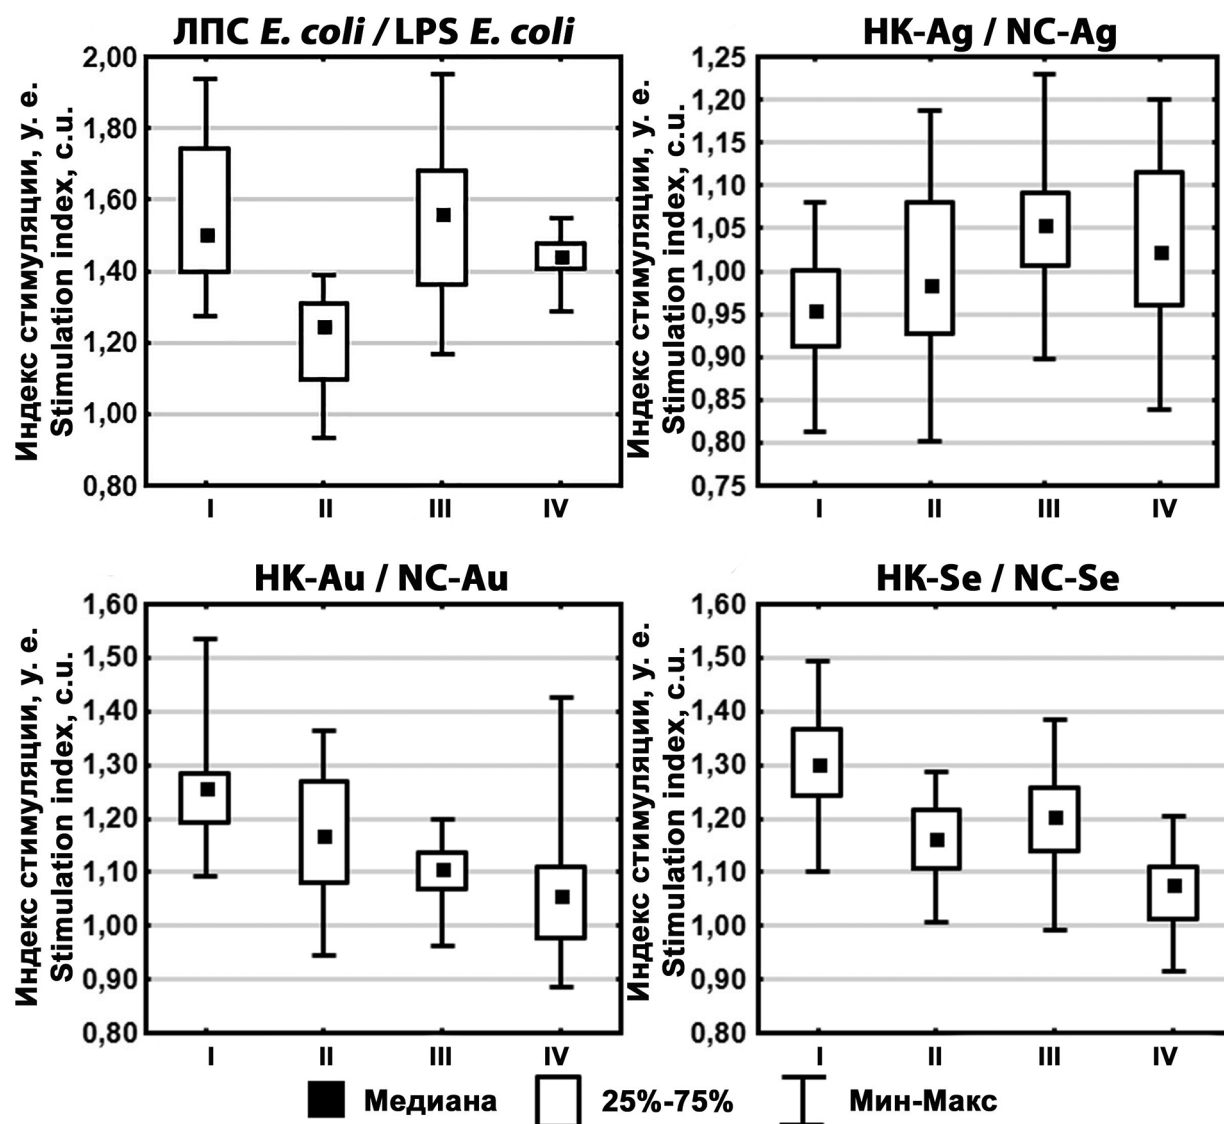 ЛПС E. coli / LPS E. coli
Индекс стимуляции, у. е.
Stimulation index, c.u.
2,00
1,80
1,60
1,40
1,20
1,00
0,80
I II III IV
НК-Ag / NC-Ag
Индекс стимуляции, у. е.
Stimulation index, c.u.
1,25
1,20
1,15
1,10
1,05
1,00
0,95
0,90
0,85
0,80
0,75
I II III IV
НК-Au / NC-Au
Индекс стимуляции, у. е.
Stimulation index, c.u.
1,60
1,50
1,40
1,30
1,20
1,10
1,00
0,90
0,80
I II III IV
НК-Se / NC-Se
Индекс стимуляции, у. е.
Stimulation index, c.u.
1,60
1,50
1,40
1,30
1,20
1,10
1,00
0,90
0,80
I II III IV
Медиана 25%-75% Мин-Макс